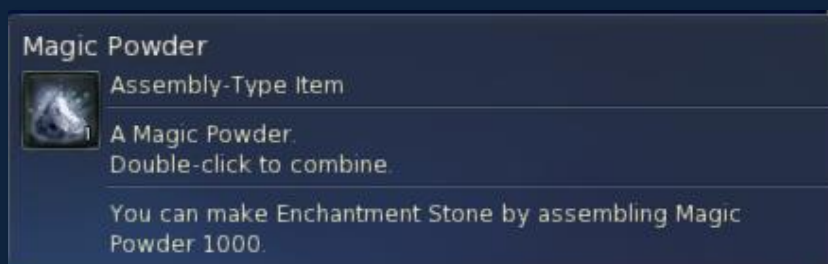 Magic Powder
Assembly-Type Item
1
A Magic Powder.
Double-click to combine.
You can make Enchantment Stone by assembling Magic
Powder 1000.